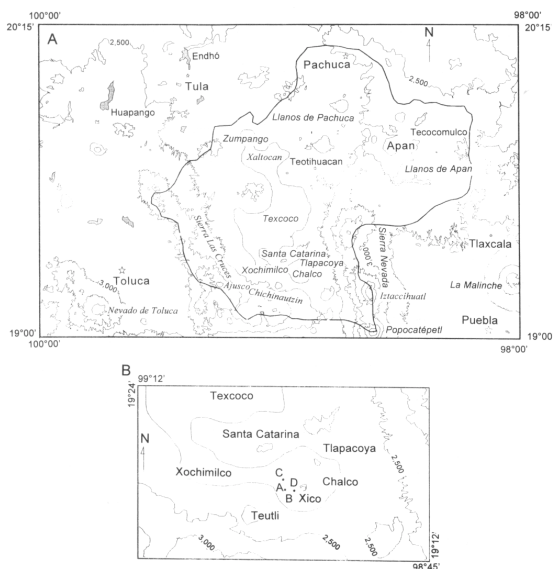 100°00'
98°00'
20°15'
20°15
A
2,500
N
Endhó
Pachuca
2,500
Tula
Huapango
Llanos de Pachuca
Tecocomulco
Zumpango
Apan
Xaltocan
Teotihuacan
Llanos de Apan
Texcoco
Sierra Las Cruces
Sierra Nevada
3,000
Santa Catarina
Tlapacoya
Tlaxcala
Xochimilco
Chalco
Toluca
3,000
Ajusco
Chichinautzin
Iztaccihuatl
La Malinche
Nevado de Toluca
Puebla
Popocatépetl
19°00
19°00
100°00'
98°00'
B
99°12'
19°24'
Texcoco
Santa Catarina
N
Tlapacoya
2,500
Xochimilco
C
D
Chalco
A
B
Xico
Teutli
3,000
2,500
2,500
19°12'
98°45'